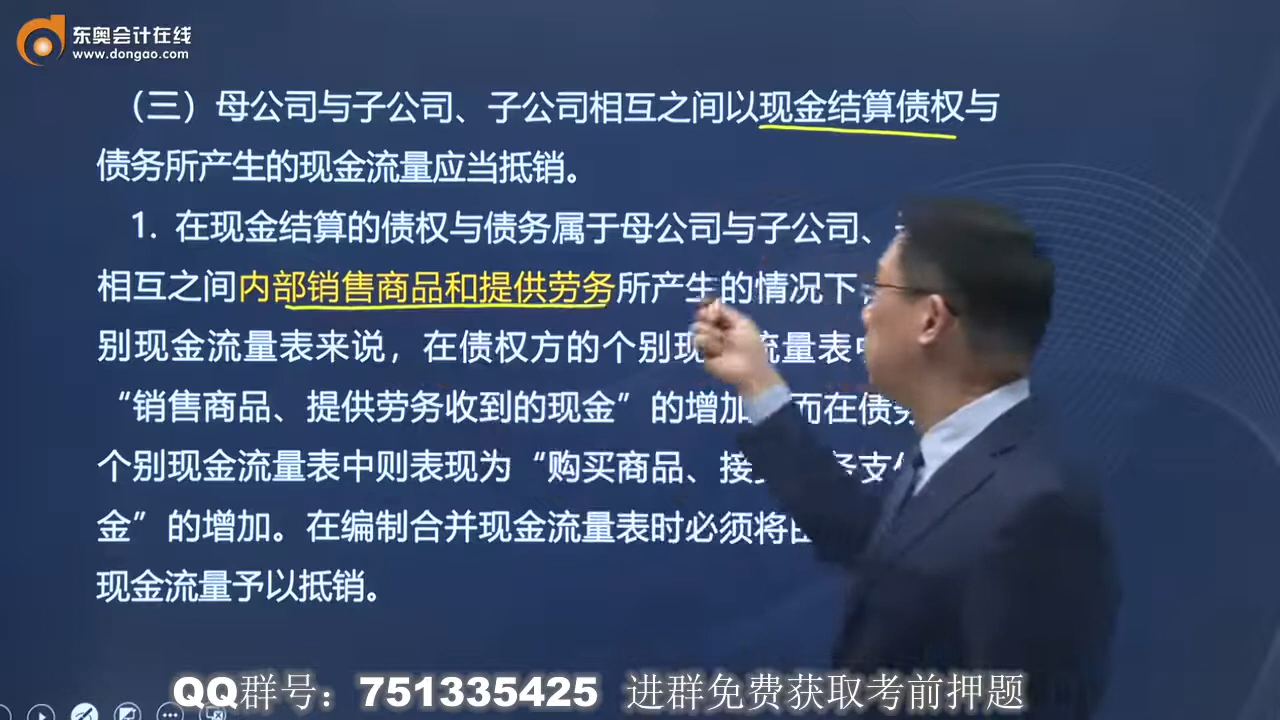 东奥会计在线
www.dongao.com
（三）母公司与子公司、子公司相互之间以现金结算债权与
债务所产生的现金流量应当抵销。
1. 在现金结算的债权与债务属于母公司与子公司、
相互之间内部销售商品和提供劳务所产生的情况下，
别现金流量表来说，在债权方的个别现 流量表中
“销售商品、提供劳务收到的现金”的增加 而在债务
个别现金流量表中则表现为“购买商品、接受 务支付
金”的增加。在编制合并现金流量表时必须将由
现金流量予以抵销。
QQ群号：751335425 进群免费获取考前押题